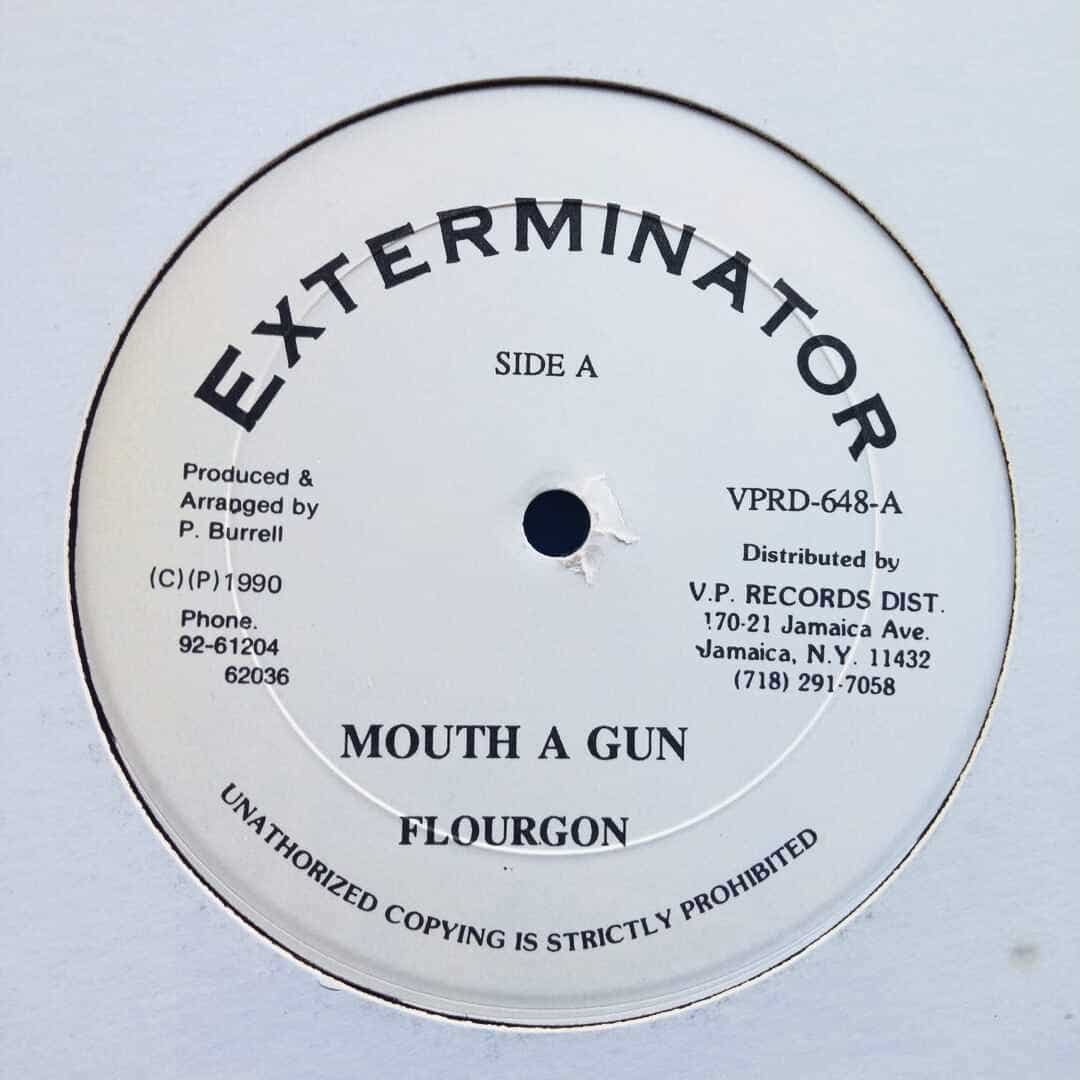 EXTERMINATOR
SIDE A
Produced &
Arranged by
P. Burrell
(C)(P)1990
Phone.
92-61204
62036
VPRD-648-A
Distributed by
V.P. RECORDS DIST.
170-21 Jamaica Ave.
Jamaica, N.Y. 11432
(718) 291-7058
MOUTH A GUN
FLOURGON
UNATHORIZED COPYING IS STRICTLY PROHIBITED